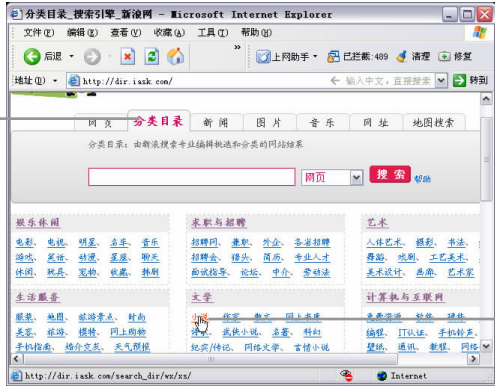 分类目录_搜索引擎_新浪网 - Microsoft Internet Explorer
文件(F) 编辑(E) 查看(V) 收藏(A) 工具(T) 帮助(H)
后退 上网助手 已拦截:489 清理 修复
地址(D) http://dir.iask.com/ 输入中文，直接搜索 转到
网页 分类目录 新闻 图片 音乐 网址 地图搜索
分类目录：由新浪搜索专业编辑挑选和分类的网站结果
网页 搜索 帮助
娱乐休闲 求职与招聘 艺术
电影、 电视、 明星、 名车、 音乐 招聘网、 兼职、 外企、 各省招聘 人体艺术、 摄影、 书法、
游戏、 笑话、 动漫、 星座、 聊天 招聘会、 猎头、 简历、 专业人才 舞蹈、 戏剧、 工艺美术、
休闲、 玩具、 宠物、 收藏、 韩剧 面试指导、 论坛、 中介、 劳动法 美术设计、 画廊、 艺术家
生活服务 文学 计算机与互联网
服装、 地图、 旅游景点、 时尚 小说、 作家、 散文、 网上书库 免费资源、 软件、 硬件、
美容、 旅游、 模特、 网上购物 武侠小说、 名著、 科幻 编程、 IT认证、 手机铃声、
手机指南、 婚介交友、 天气预报 纪实/传记、 网络文学、 言情小说 壁纸、 通讯、 教程、 网络
http://dir.iask.com/search_dir/wx/xs/ Internet